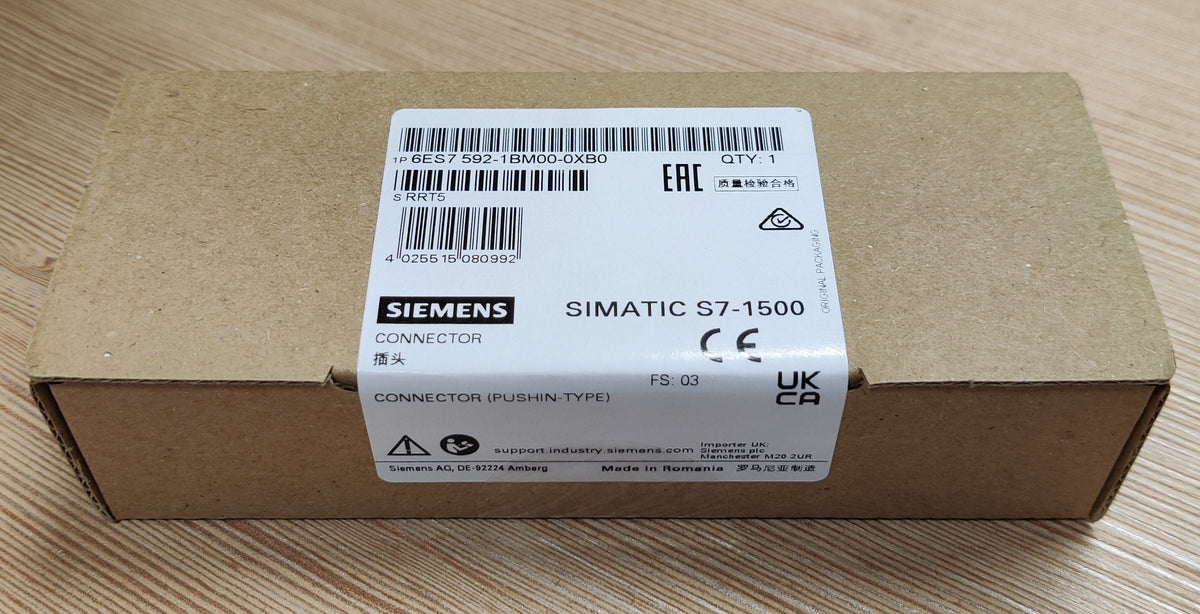 1P 6ES7 592-1BM00-0XB0 QTY: 1
S RRT5
EAC 质量检验合格
4 025515 080992
ORIGINAL PACKAGING
SIEMENS SIMATIC S7-1500
CONNECTOR
插头
CE
FS: 03
UK
CA
CONNECTOR (PUSHIN-TYPE)
support.industry.siemens.com
Importer UK:
Siemens plc
Manchester M20 2UR
Siemens AG, DE-92224 Amberg Made in Romania 罗马尼亚制造